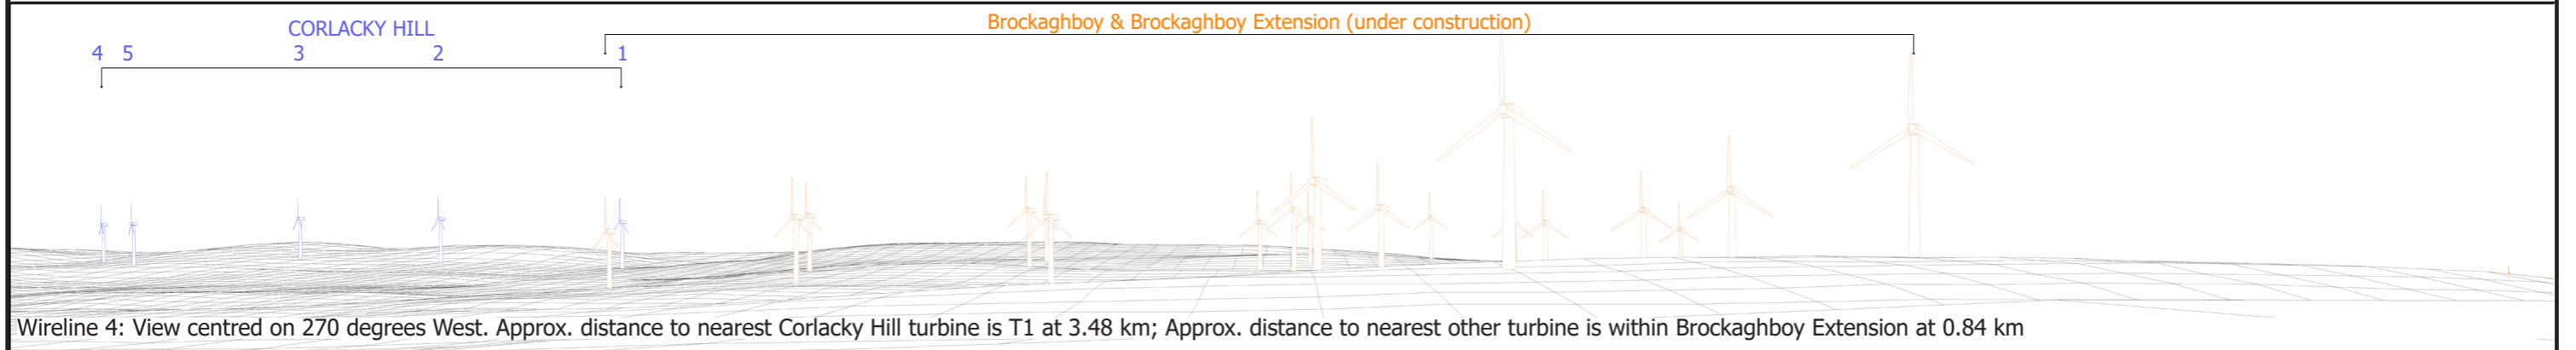 CORLACKY HILL
Brockaghboy & Brockaghboy Extension (under construction)
4 5 3 2 1
Wireline 4: View centred on 270 degrees West. Approx. distance to nearest Corlacky Hill turbine is T1 at 3.48 km; Approx. distance to nearest other turbine is within Brockaghboy Extension at 0.84 km